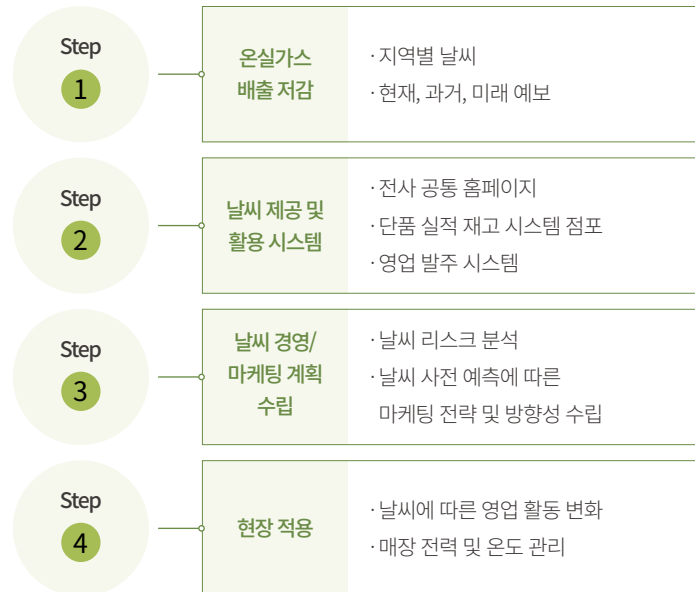 Step
1
온실가스
배출 저감
· 지역별 날씨
· 현재, 과거, 미래 예보
Step
2
날씨 제공 및
활용 시스템
· 전사 공통 홈페이지
· 단품 실적 재고 시스템 점포
· 영업 발주 시스템
Step
3
날씨 경영/
마케팅 계획
수립
· 날씨 리스크 분석
· 날씨 사전 예측에 따른
마케팅 전략 및 방향성 수립
Step
4
현장 적용
· 날씨에 따른 영업 활동 변화
· 매장 전력 및 온도 관리